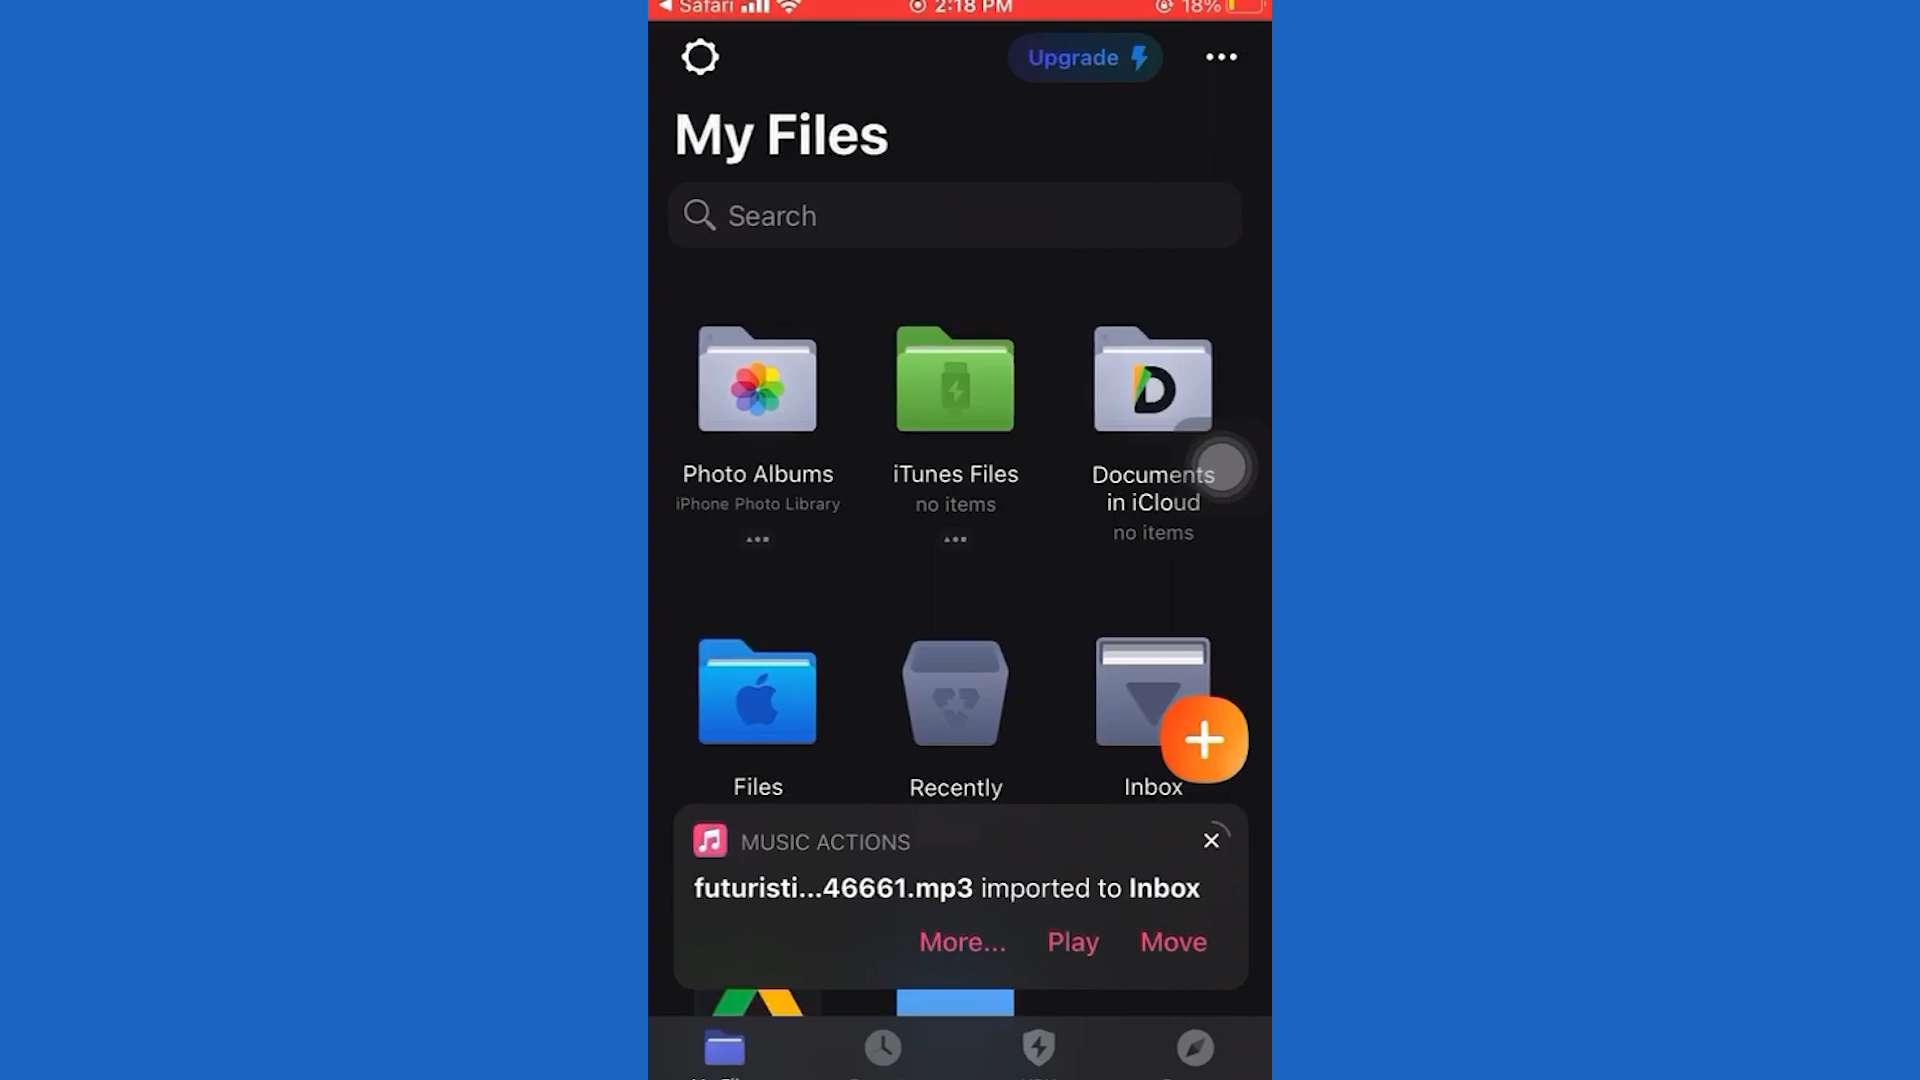 Safari 2:18 PM 18%
Upgrade
My Files
Search
Photo Albums
iPhone Photo Library
iTunes Files
no items
Documents
in iCloud
no items
Files
Recently
Inbox
MUSIC ACTIONS
futuristi...46661.mp3 imported to Inbox
More... Play Move